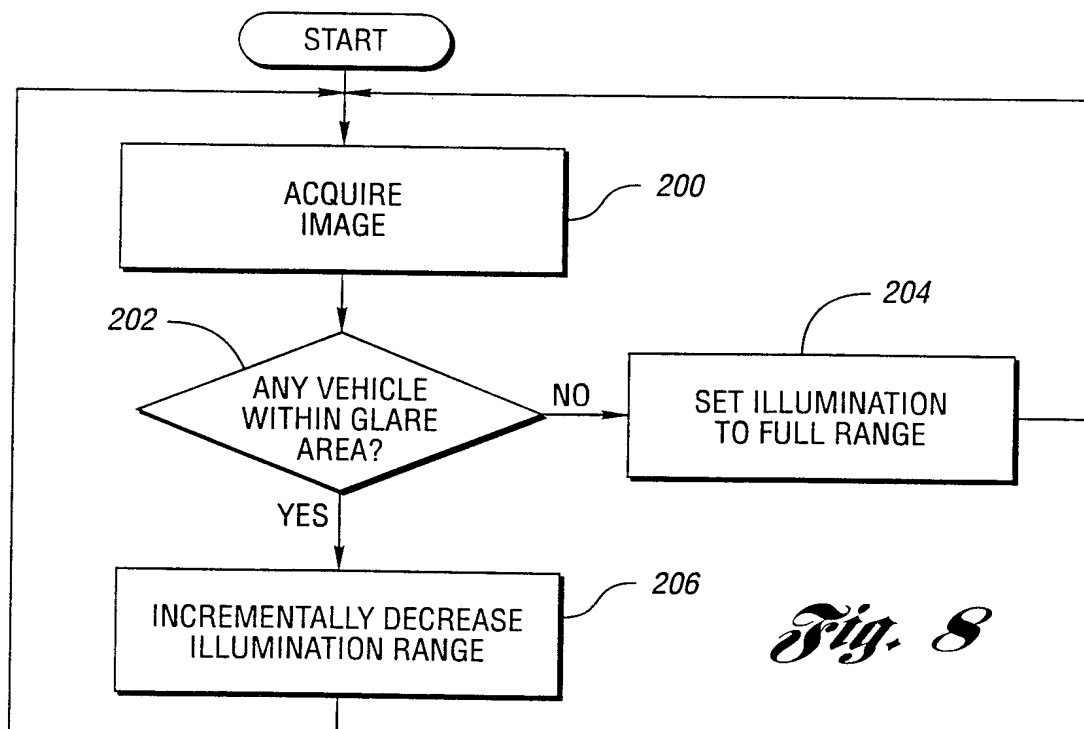 START
ACQUIRE
IMAGE
200
202
ANY VEHICLE
WITHIN GLARE
AREA?
NO
204
SET ILLUMINATION
TO FULL RANGE
YES
206
INCREMENTALLY DECREASE
ILLUMINATION RANGE
Fig. 8